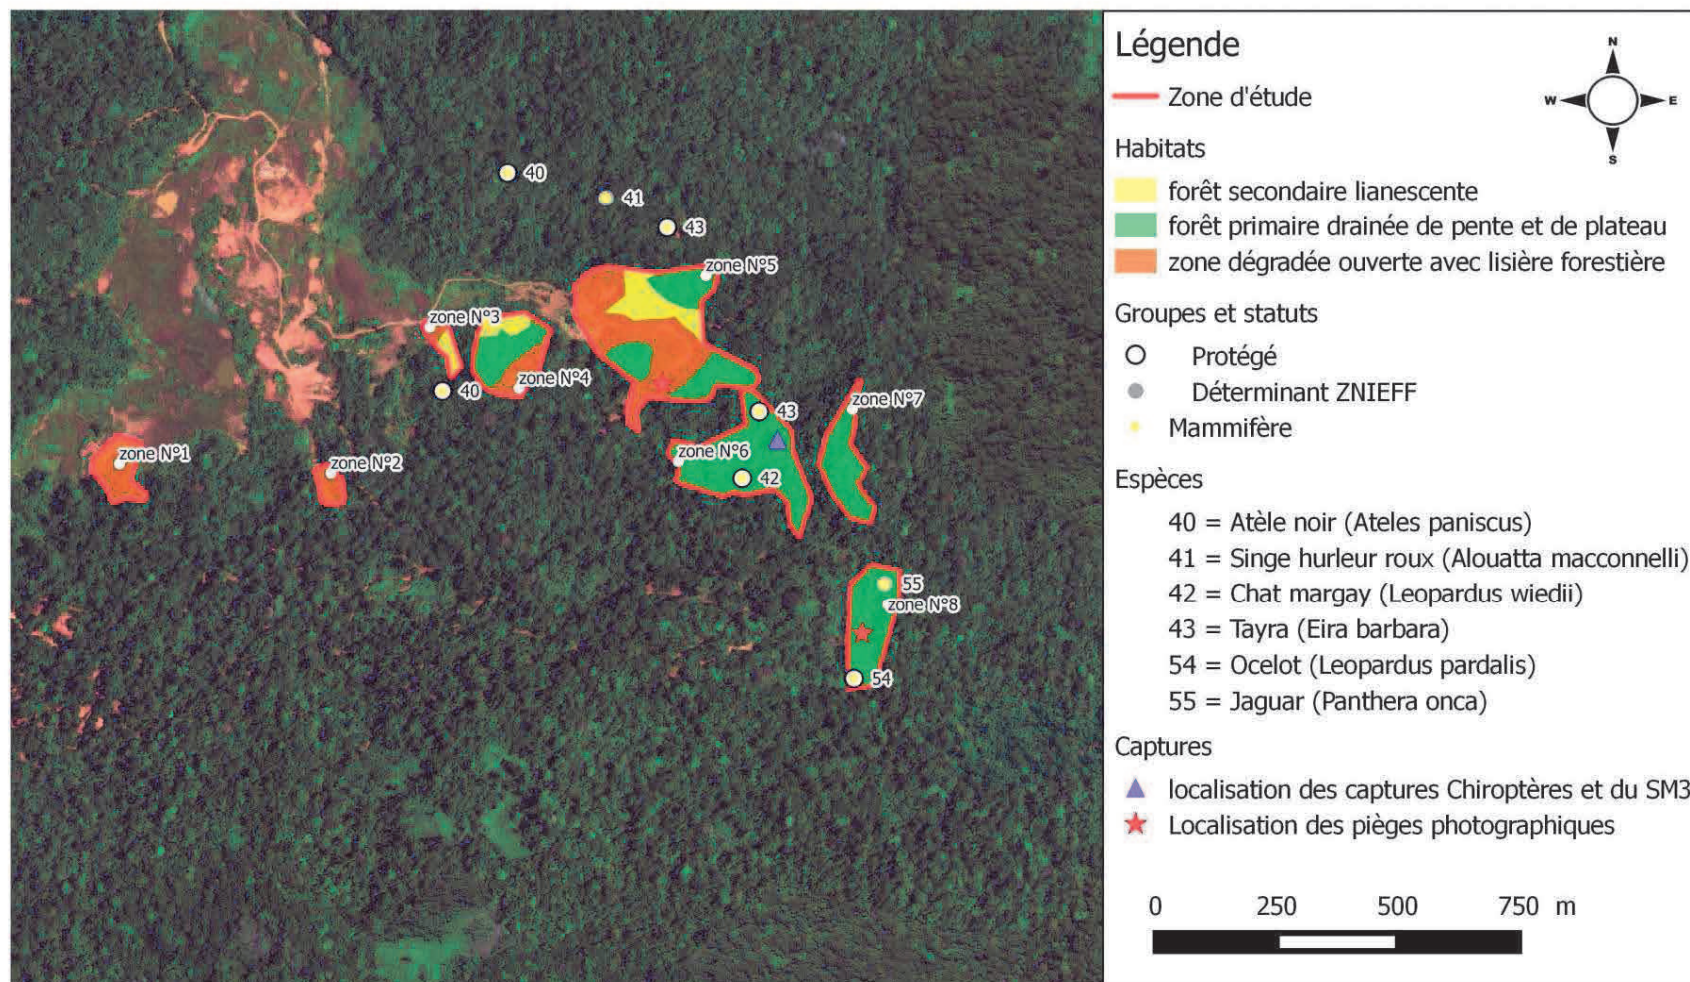 40
41
43
zone N°5
zone N°3
zone N°4
40
43
zone N°7
zone N°1
zone N°2
zone N°6
42
55
zone N°8
54
Légende
N
W
E
S
Zone d'étude
Habitats
forêt secondaire lianescente
forêt primaire drainée de pente et de plateau
zone dégradée ouverte avec lisière forestière
Groupes et statuts
Protégé
Déterminant ZNIEFF
Mammifère
Espèces
40 = Atèle noir (Ateles paniscus)
41 = Singe hurleur roux (Alouatta macconnelli)
42 = Chat margay (Leopardus wiedii)
43 = Tayra (Eira barbara)
54 = Ocelot (Leopardus pardalis)
55 = Jaguar (Panthera onca)
Captures
localisation des captures Chiroptères et du SM3
Localisation des pièges photographiques
0 250 500 750 m